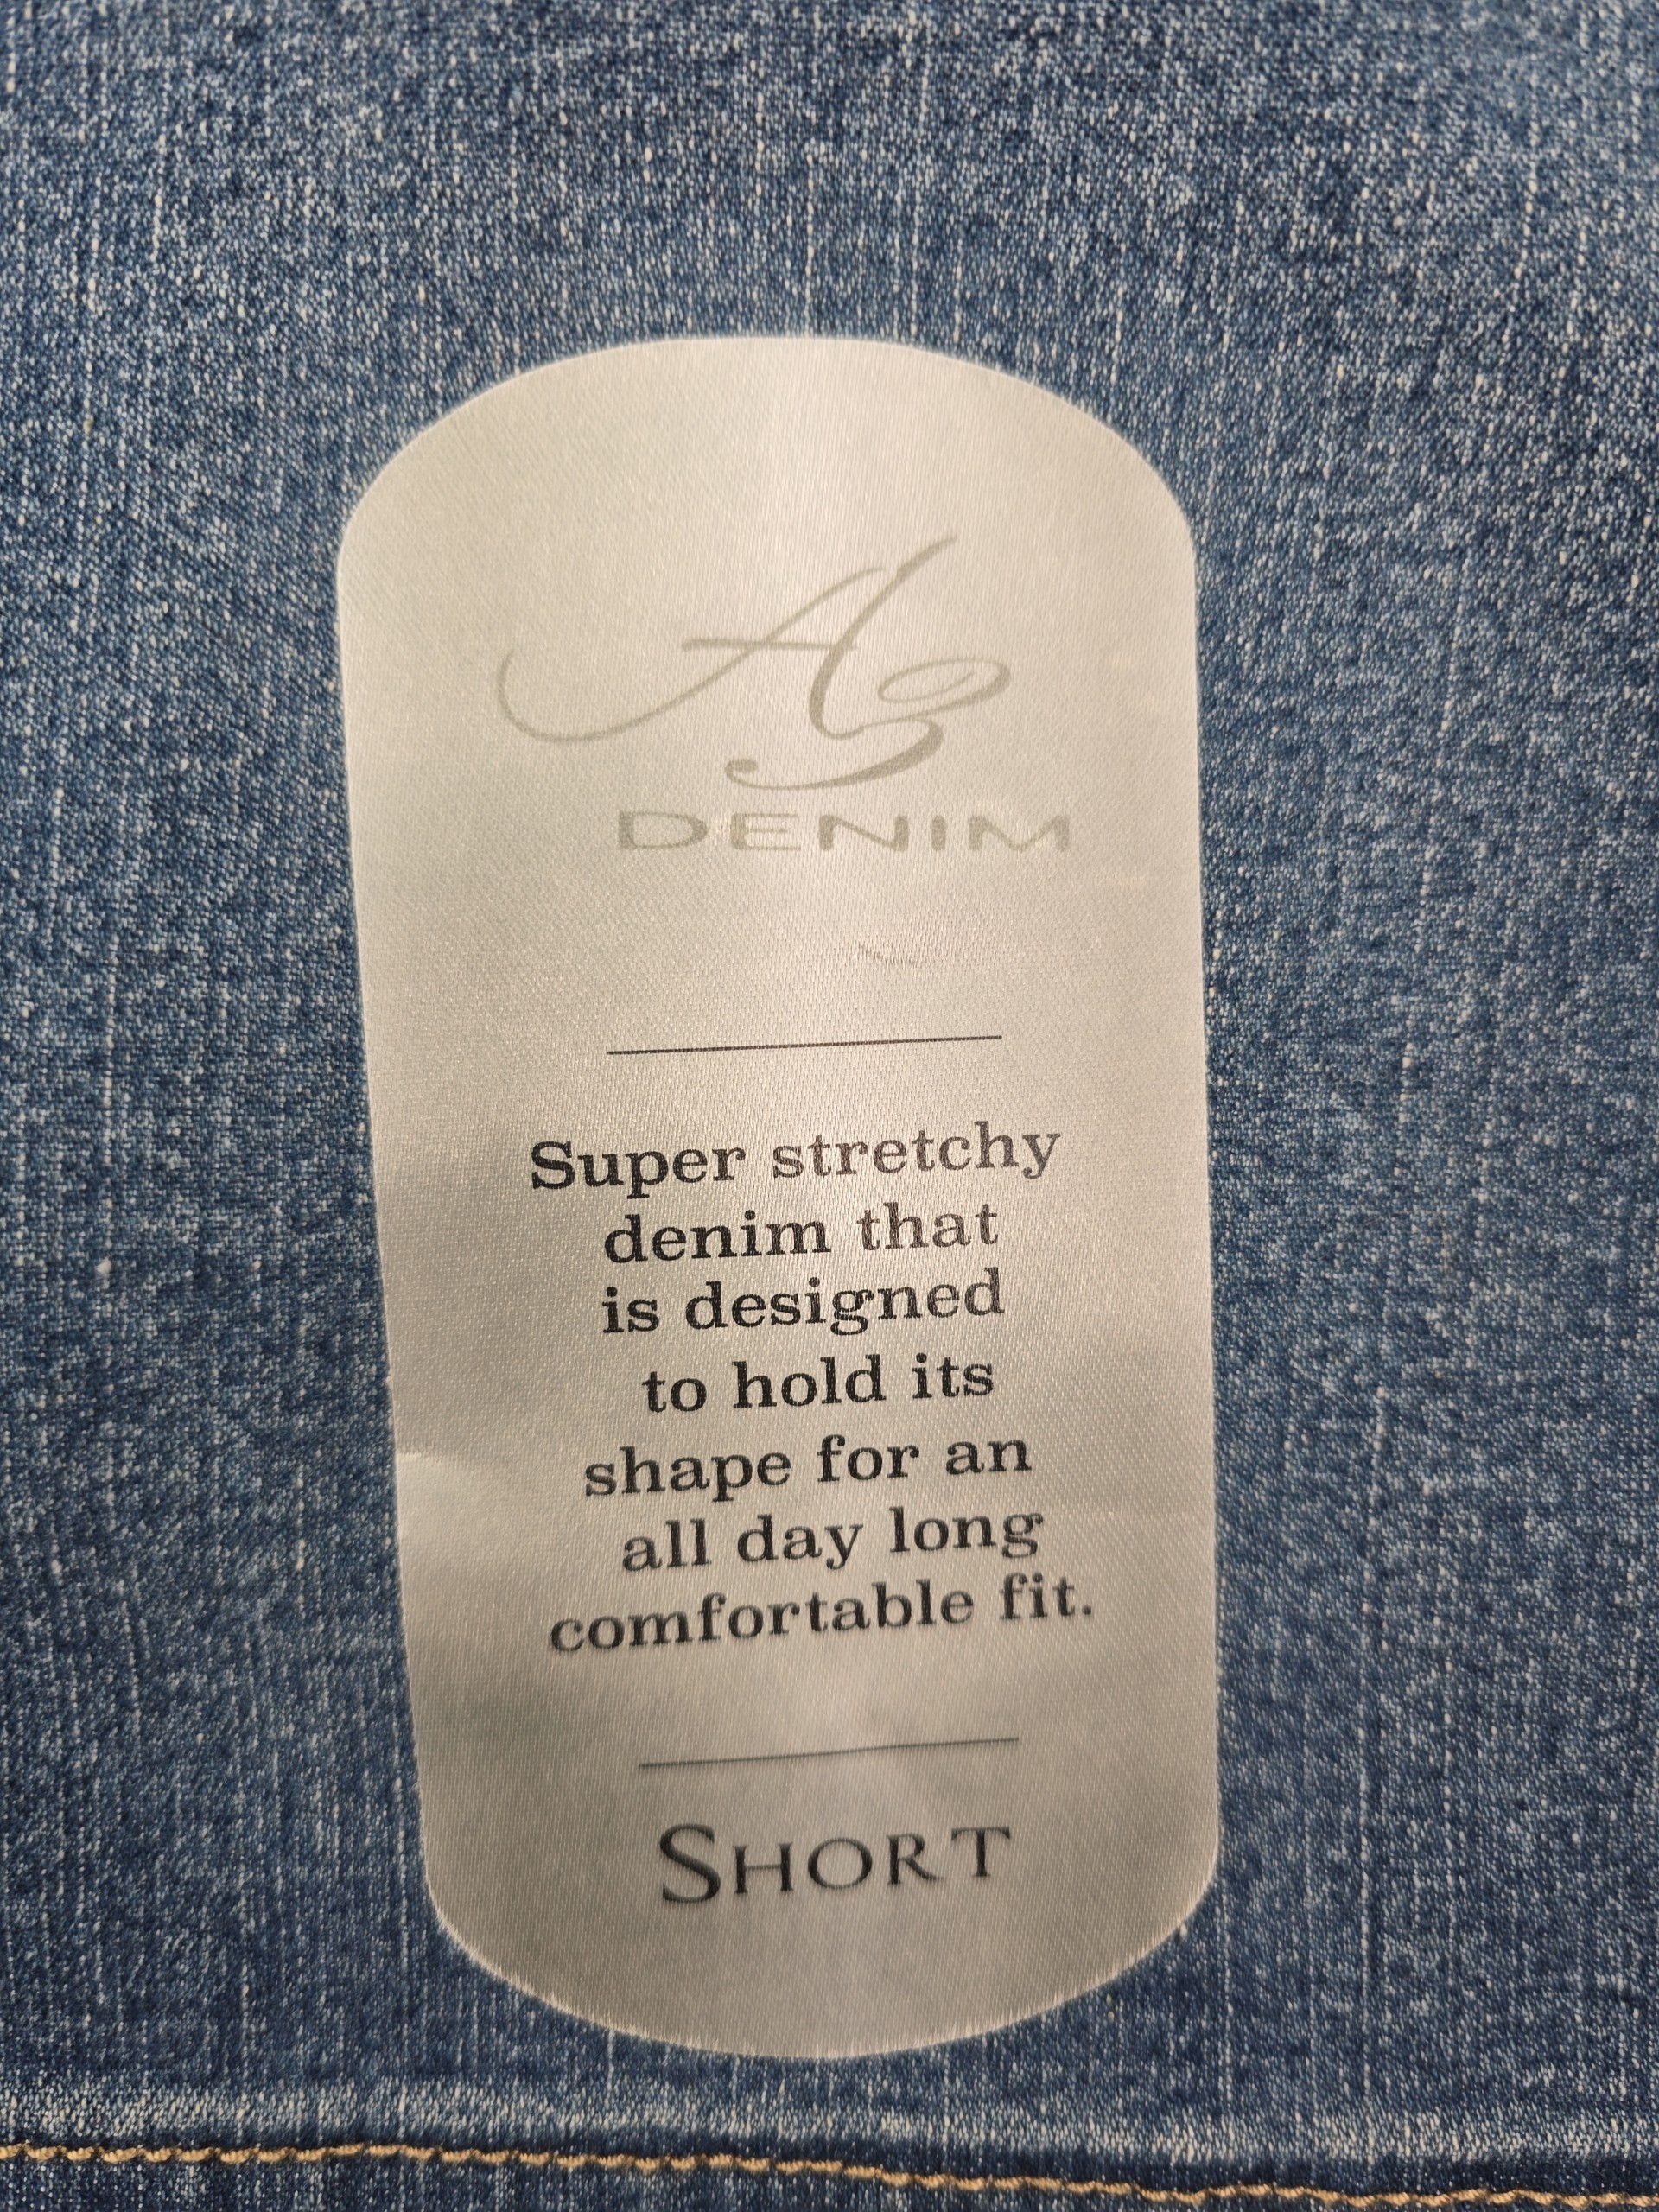 A3
DENIM
Super stretchy
denim that
is designed
to hold its
shape for an
all day long
comfortable fit.
SHORT